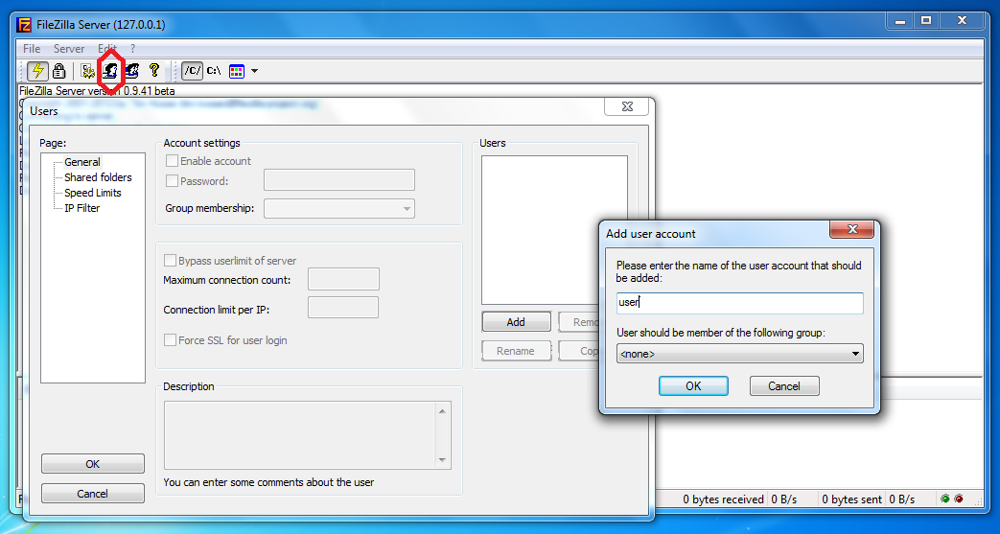 FileZilla Server (127.0.0.1)
File Server Edit ?
/C/ C:\
FileZilla Server version 0.9.41 beta
Users
Page:
General
Shared folders
Speed Limits
IP Filter
Account settings
Enable account
Password:
Group membership:
Bypass userlimit of server
Maximum connection count:
Connection limit per IP:
Force SSL for user login
Description
You can enter some comments about the user
OK
Cancel
Users
Add
Remo
Rename
Cop
Add user account
Please enter the name of the user account that should
be added:
user
User should be member of the following group:
<none>
OK
Cancel
0 bytes received 0 B/s 0 bytes sent 0 B/s